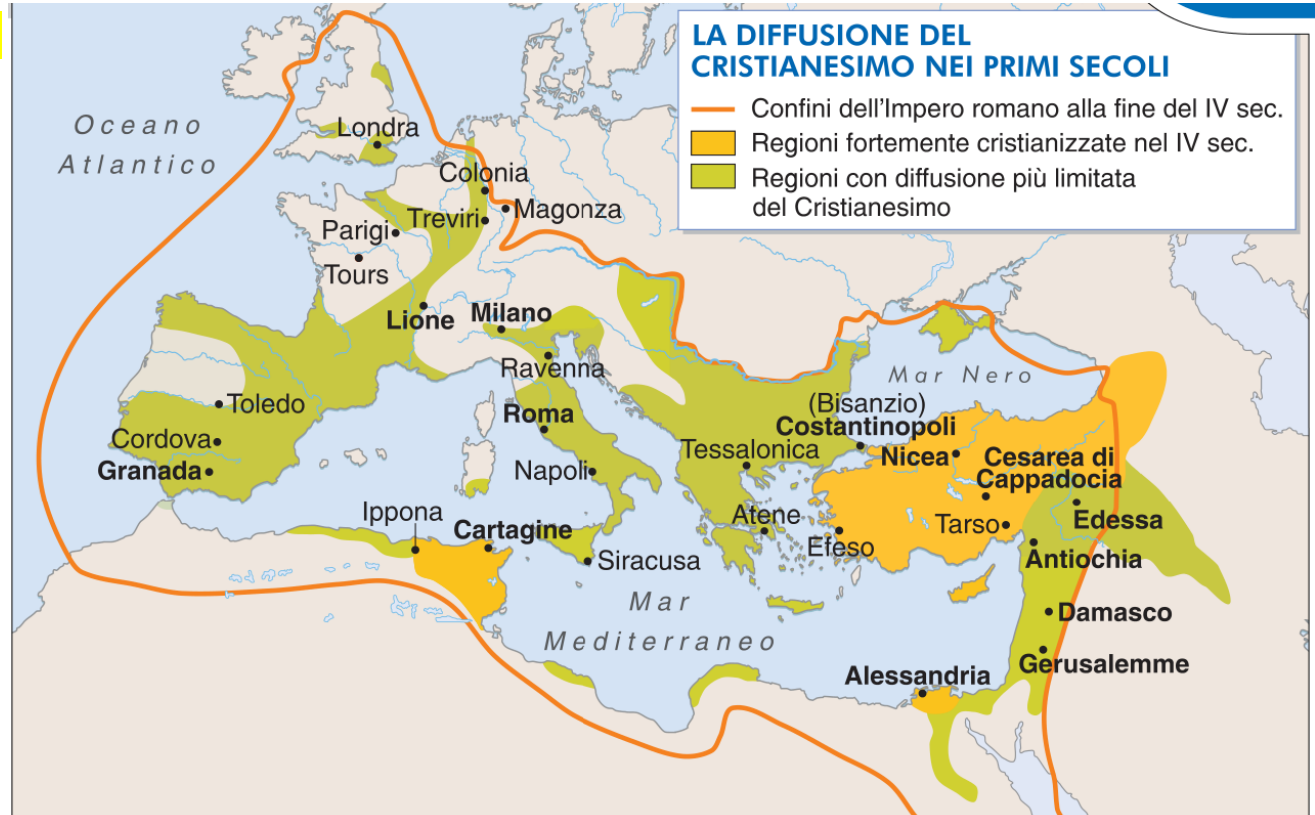 LA DIFFUSIONE DEL
CRISTIANESIMO NEI PRIMI SECOLI
Confini dell'Impero romano alla fine del IV sec.
Regioni fortemente cristianizzate nel IV sec.
Regioni con diffusione più limitata
del Cristianesimo
Oceano
Atlantico
Londra
Colonia
Magonza
Treviri
Parigi
Tours
Lione
Milano
Ravenna
Mar Nero
Toledo
Roma
(Bisanzio)
Costantinopoli
Cordova
Tessalonica
Nicea
Cesarea di
Cappadocia
Granada
Napoli
Ippona
Cartagine
Atene
Efeso
Tarso
Edessa
Siracusa
Antiochia
Mar
Mediterraneo
Damasco
Gerusalemme
Alessandria